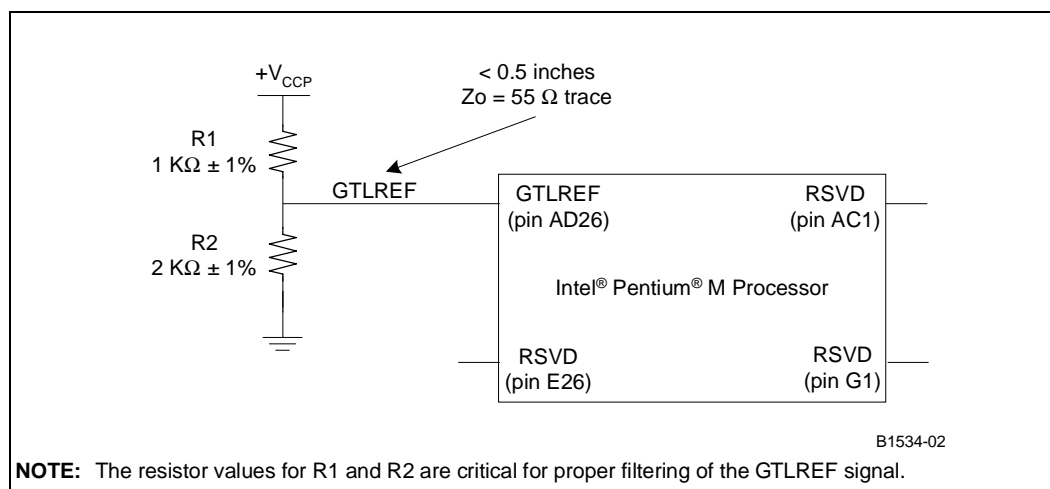 +VCCP
< 0.5 inches
Zo = 55 Ω trace
R1
1 KΩ ± 1%
GTLREF
R2
2 KΩ ± 1%
GTLREF
(pin AD26)
RSVD
(pin AC1)
Intel® Pentium® M Processor
RSVD
(pin E26)
RSVD
(pin G1)
B1534-02
NOTE: The resistor values for R1 and R2 are critical for proper filtering of the GTLREF signal.